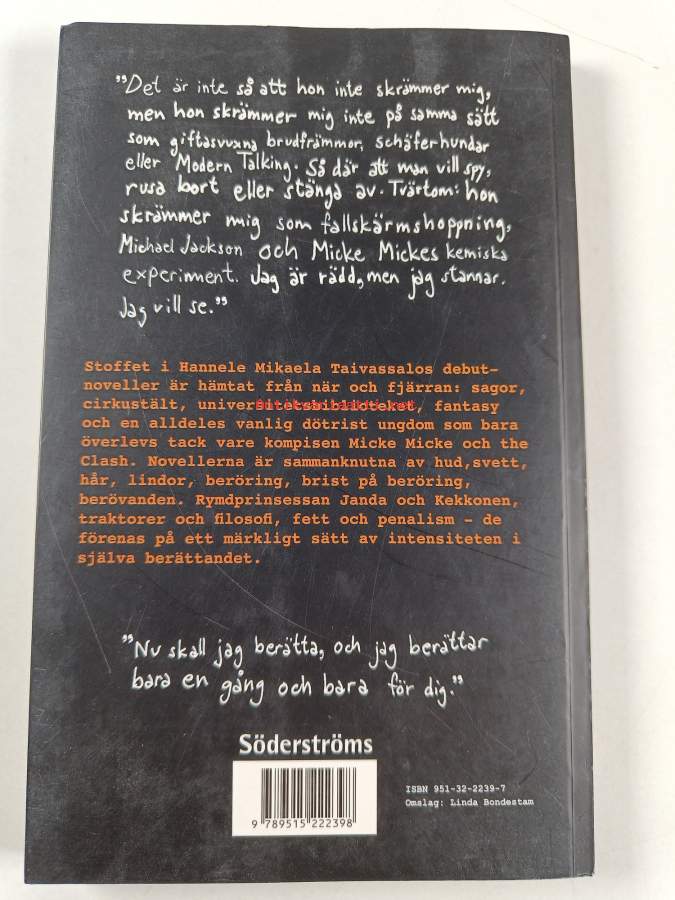 "Det är inte så att hon inte skrämmer mig,
men hon skrämmer mig inte på samma sätt
som giftasvuxna brudfrämmor, schäferhundar
eller Modern Talking. Så där att man vill spy,
rusa bort eller stänga av. Tvärtom: hon
skrämmer mig som fallskärmshoppning,
Michael Jackson och Micke Mickes kemiska
experiment. Jag är rädd, men jag stannar.
Jag vill se."
Stoffet i Hannele Mikaela Taivassalos debut-
noveller är hämtat från när och fjärran: sagor,
cirkustält, fantasy
och en alldeles vanlig dötrist ungdom som bara
överlevs tack vare kompisen Micke Micke och the
Clash. Novellerna är sammanknutna av hud,svett,
hår, lindor, beröring, brist på beröring,
berövanden. Rymdprinsessan Janda och Kekkonen,
traktorer och filosofi, fett och penalism – de
förenas på ett märkligt sätt av intensiteten i
själva berättandet.
"Nu skall jag berätta, och jag berättar
bara en gång och bara för dig."
Söderströms
ISBN 951-32-2239-7
Omslag: Linda Bondestam
9 789515 222398